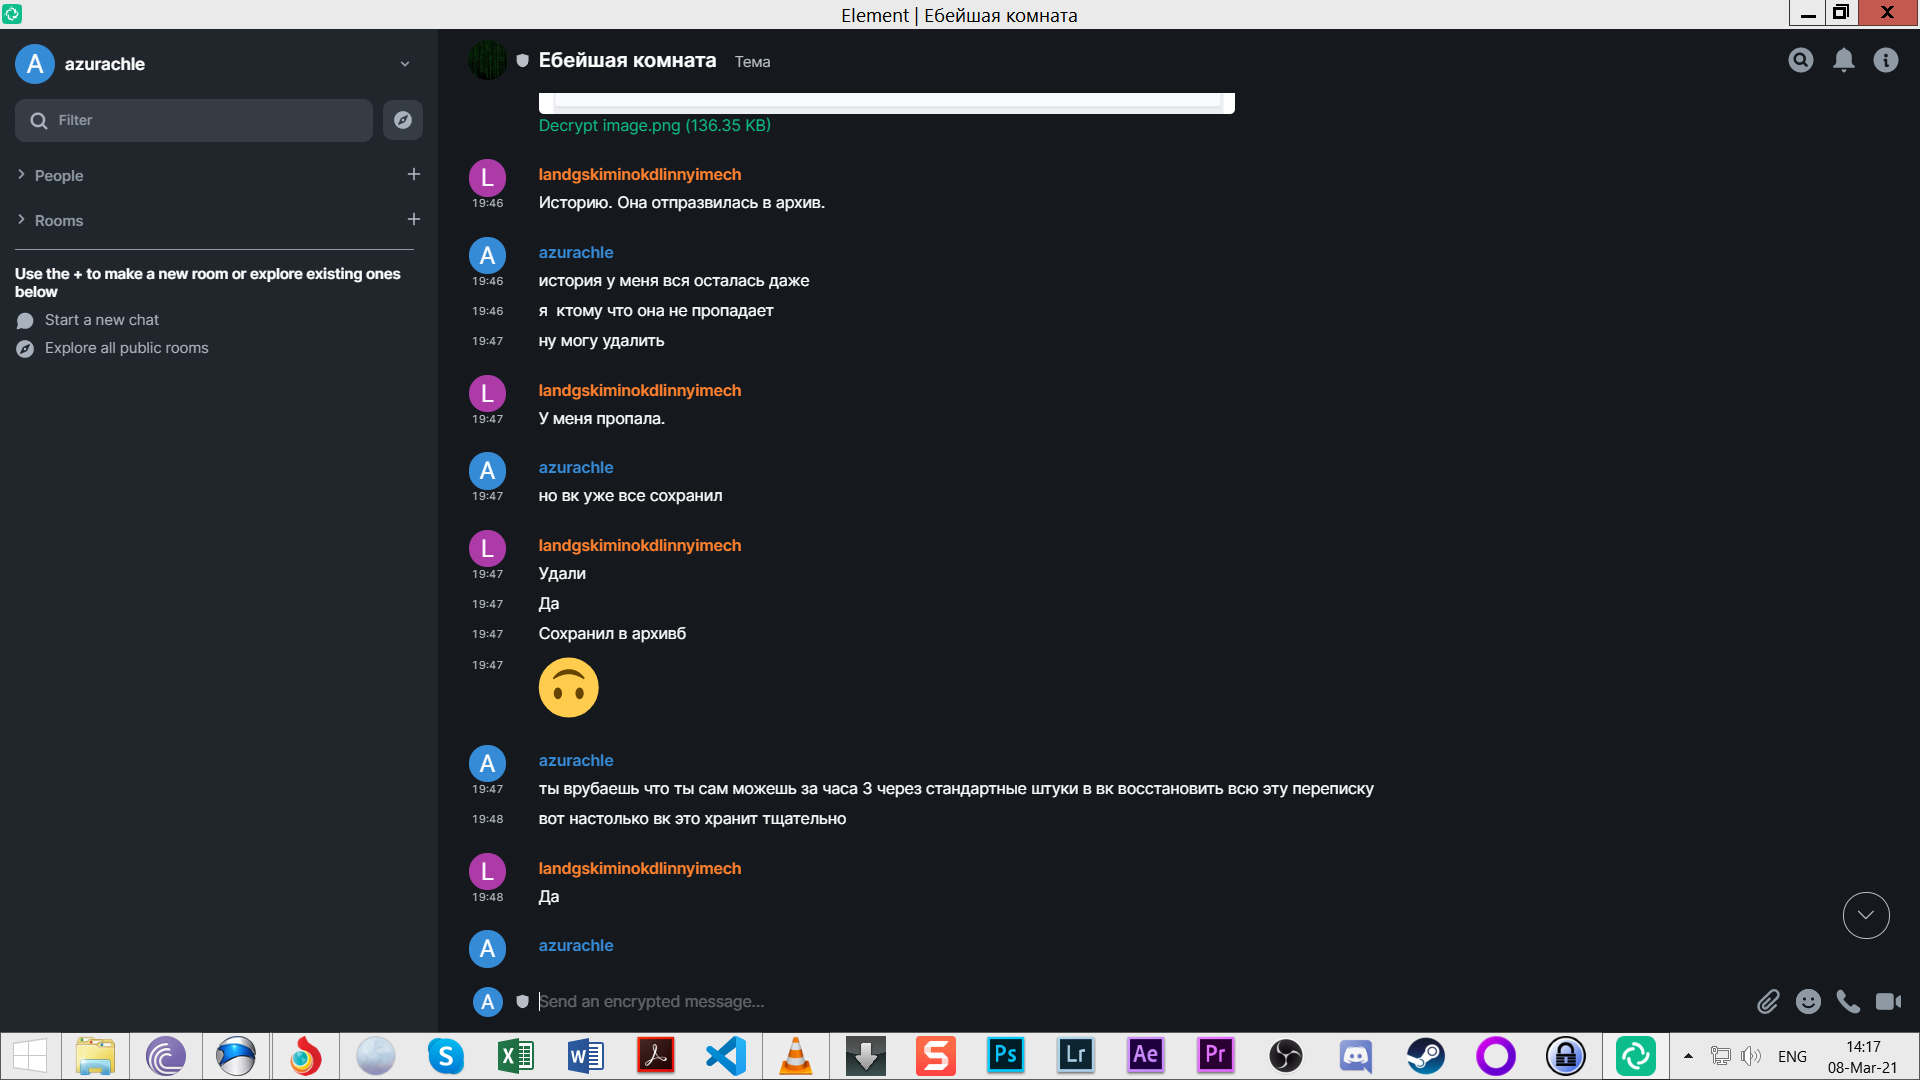 Element | Ебейшая комната
A azurachle
Filter
People
Rooms
Use the + to make a new room or explore existing ones
below
Start a new chat
Explore all public rooms
Ебейшая комната Тема
Decrypt image.png (136.35 KB)
L landgskiminokdlinnyimech
19:46 Историю. Она отпразвилась в архив.
A azurachle
19:46 история у меня вся осталась даже
19:46 я  ктому что она не пропадает
19:47 ну могу удалить
L landgskiminokdlinnyimech
19:47 У меня пропала.
A azurachle
19:47 но вк уже все сохранил
L landgskiminokdlinnyimech
19:47 Удали
19:47 Да
19:47 Сохранил в архивб
19:47
A azurachle
19:47 ты врубаешь что ты сам можешь за часа 3 через стандартные штуки в вк восстановить всю эту переписку
19:48 вот настолько вк это хранит тщательно
L landgskiminokdlinnyimech
19:48 Да
A azurachle
A Send an encrypted message...
S X W S Ps Lr Ae Pr ENG 14:17
08-Mar-21